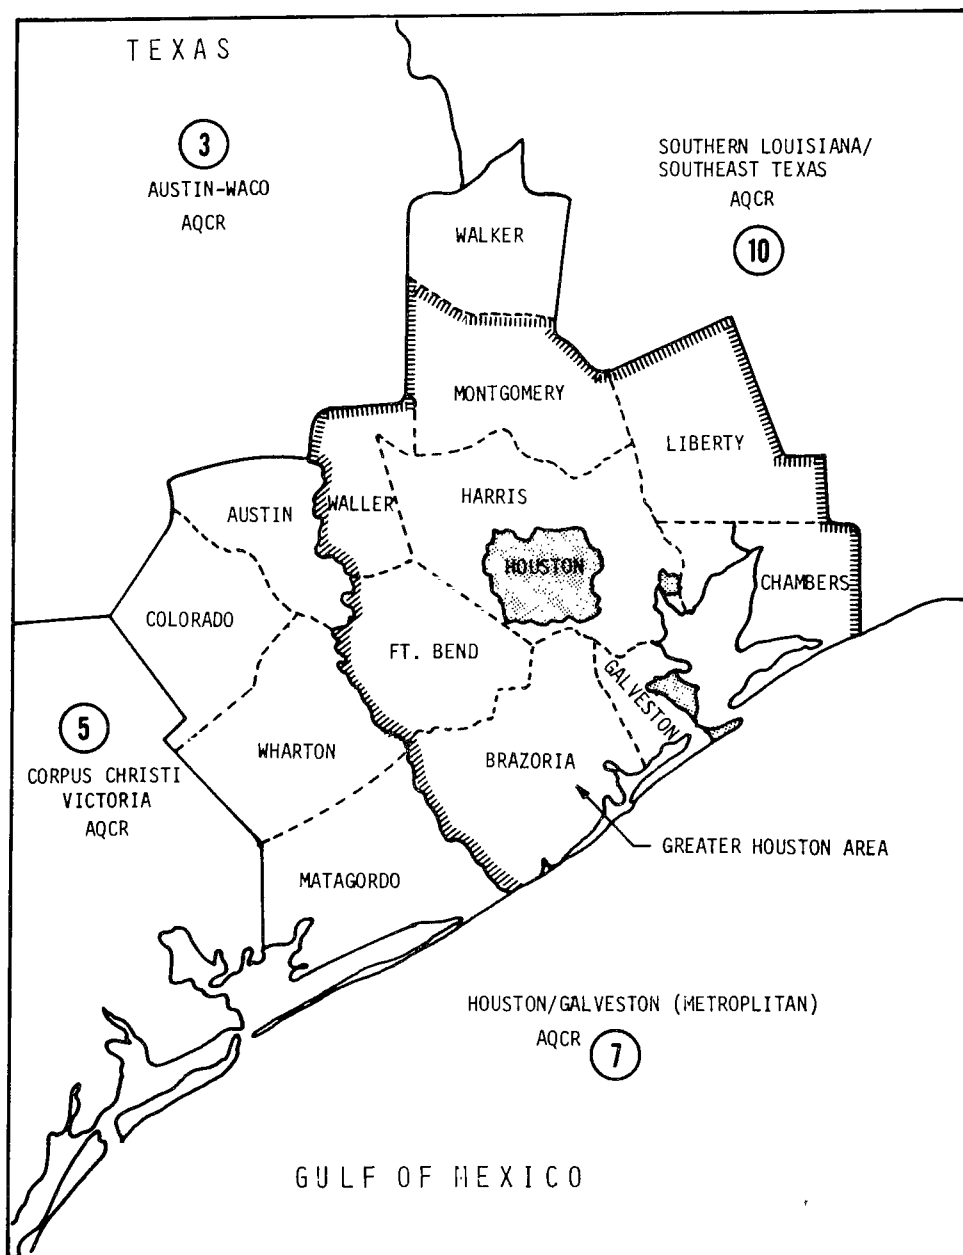 TEXAS
3
AUSTIN-WACO
AQCR
SOUTHERN LOUISIANA/
SOUTHEAST TEXAS
AQCR
10
WALKER
MONTGOMERY
LIBERTY
WALLER
HARRIS
AUSTIN
HOUSTON
CHAMBERS
COLORADO
FT. BEND
GALVESTON
5
CORPUS CHRISTI
VICTORIA
AQCR
WHARTON
BRAZORIA
GREATER HOUSTON AREA
MATAGORDO
HOUSTON/GALVESTON (METROPLITAN)
AQCR 7
GULF OF MEXICO